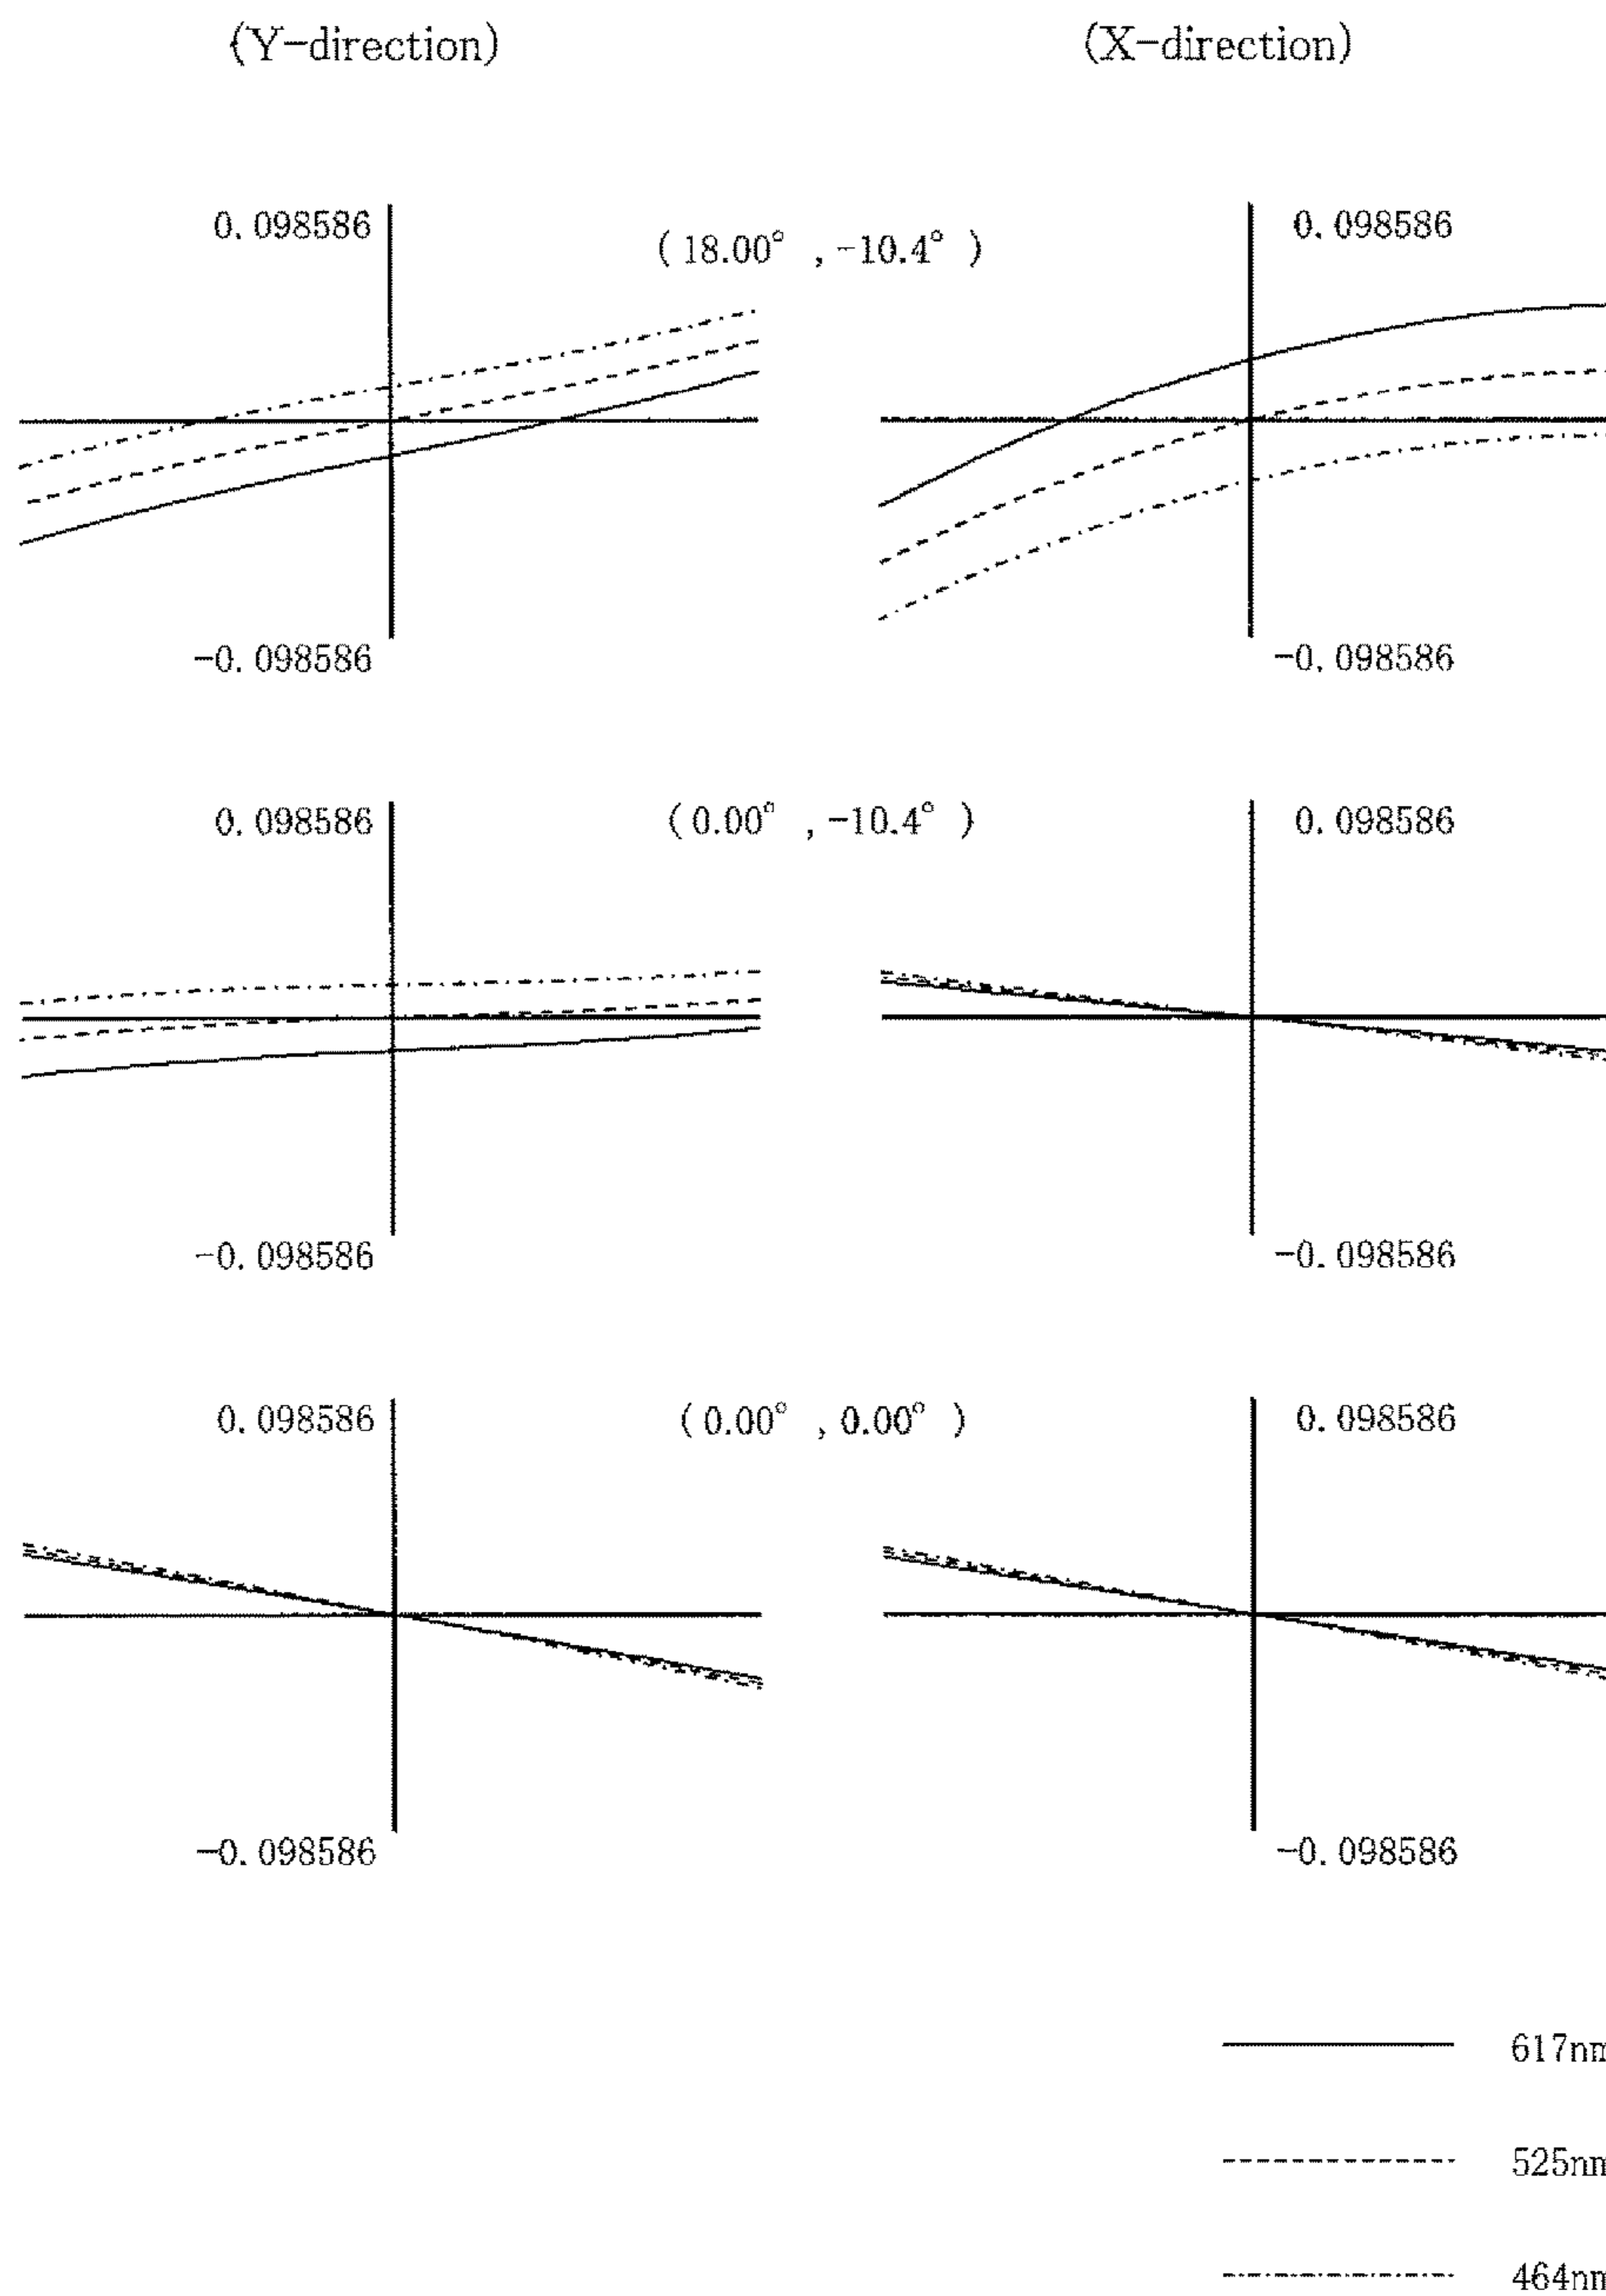 (Y-direction) (X-direction)
0.098586 (18.00°, -10.4°) 0.098586
-0.098586 -0.098586
0.098586 (0.00°, -10.4°) 0.098586
-0.098586 -0.098586
0.098586 (0.00°, 0.00°) 0.098586
-0.098586 -0.098586
617nm
525nm
464nm